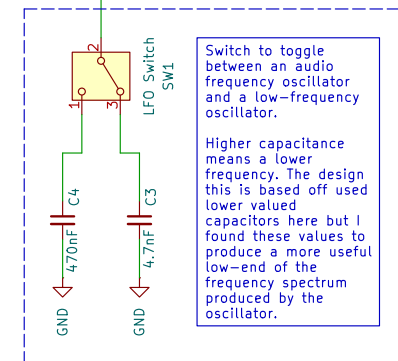 2
LFO Switch
SW1
1
3
C4
470nF
C3
4.7nF
GND
GND
Switch to toggle
between an audio
frequency oscillator
and a low-frequency
oscillator.
Higher capacitance
means a lower
frequency. The design
this is based off used
lower valued
capacitors here but I
found these values to
produce a more useful
low-end of the
frequency spectrum
produced by the
oscillator.